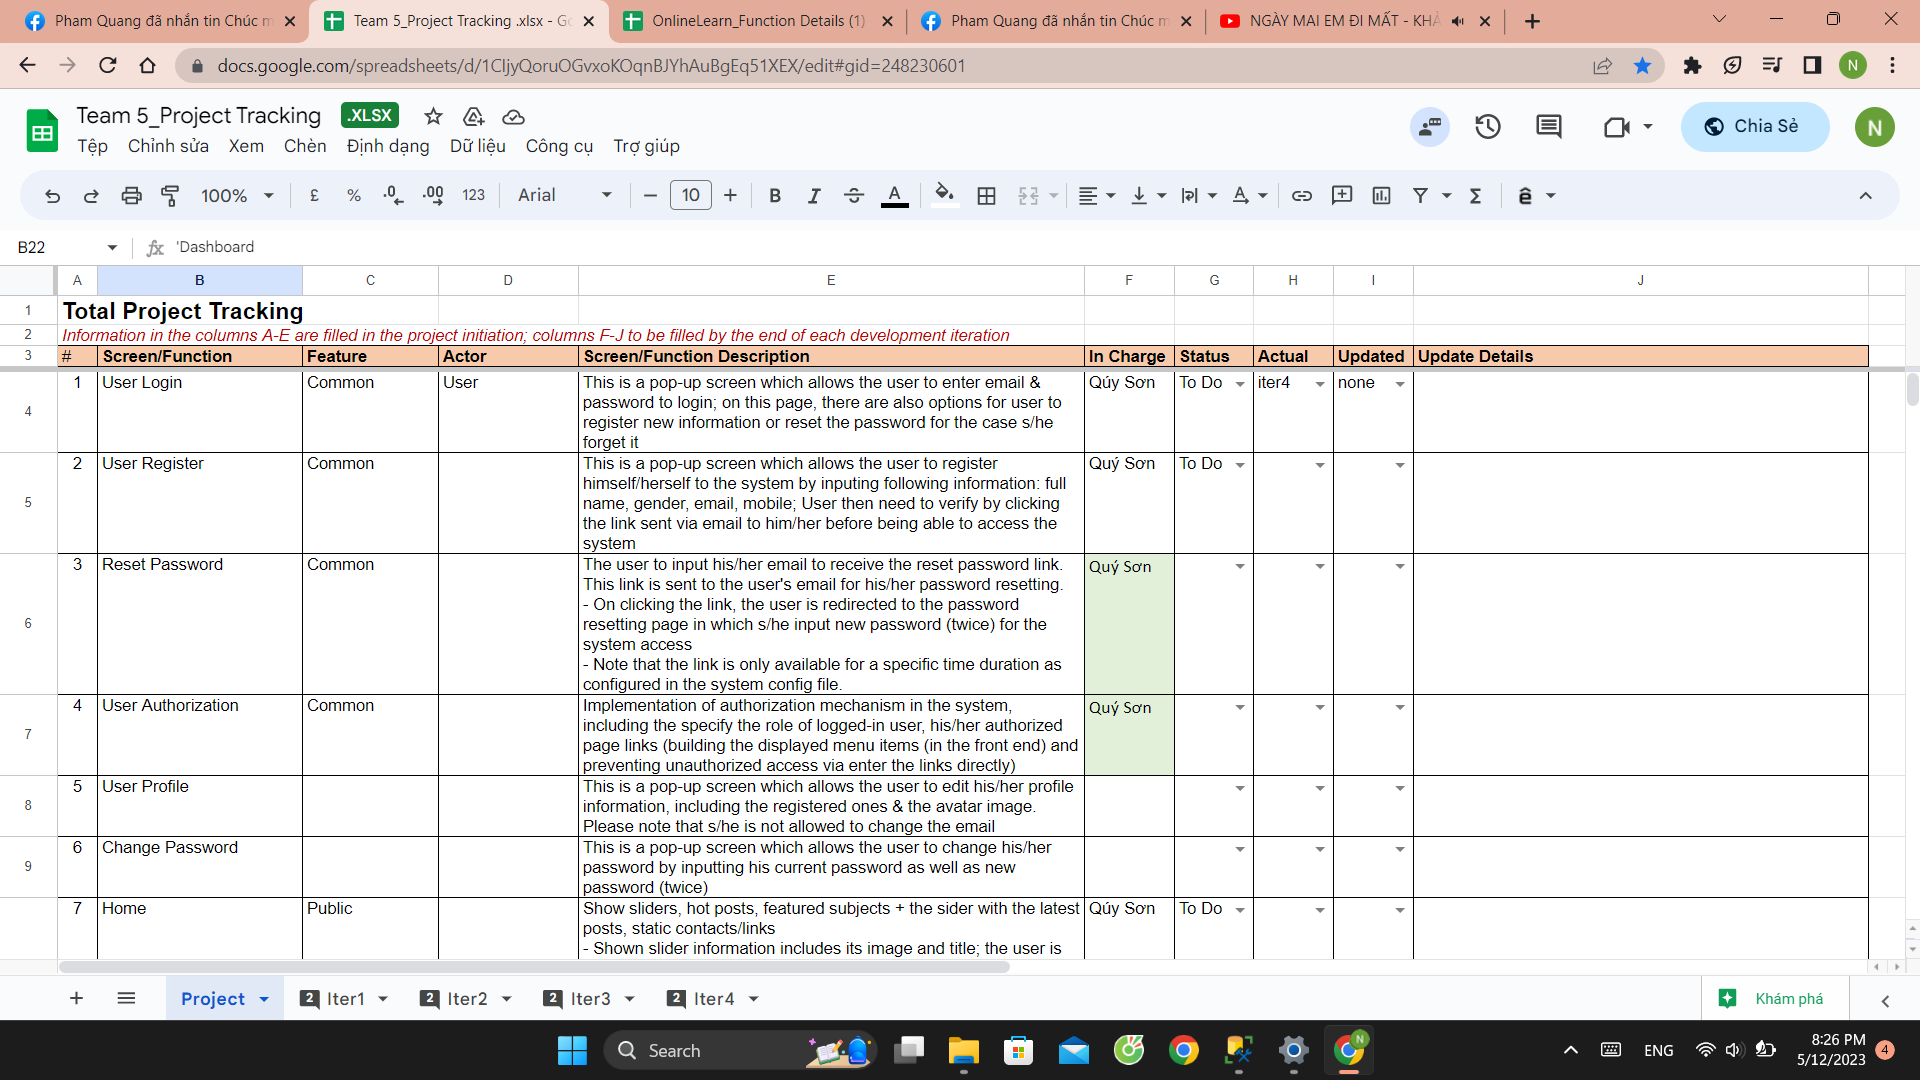 Pham Quang đã nhắn tin Chúc m
Team 5_Project Tracking .xlsx - Go
OnlineLearn_Function Details (1)
Pham Quang đã nhắn tin Chúc m
NGÀY MAI EM ĐI MẤT - KHẢ
docs.google.com/spreadsheets/d/1CljyQoruOGvxoKOqnBJYhAuBgEq51XEX/edit#gid=248230601
N
Team 5_Project Tracking
.XLSX
Tệp Chỉnh sửa Xem Chèn Định dạng Dữ liệu Công cụ Trợ giúp
Chia Sẻ
N
100% £ % .0 .00 123 Arial 10 B I S A
B22 fx 'Dashboard
A B C D E F G H I J
1 Total Project Tracking
2 Information in the columns A-E are filled in the project initiation; columns F-J to be filled by the end of each development iteration
3 # Screen/Function Feature Actor Screen/Function Description In Charge Status Actual Updated Update Details
4 1 User Login Common User This is a pop-up screen which allows the user to enter email & Qúy Sơn To Do iter4 none
password to login; on this page, there are also options for user to
register new information or reset the password for the case s/he
forget it
5 2 User Register Common This is a pop-up screen which allows the user to register Quý Sơn To Do
himself/herself to the system by inputing following information: full
name, gender, email, mobile; User then need to verify by clicking
the link sent via email to him/her before being able to access the
system
6 3 Reset Password Common The user to input his/her email to receive the reset password link. Quý Sơn
This link is sent to the user's email for his/her password resetting.
- On clicking the link, the user is redirected to the password
resetting page in which s/he input new password (twice) for the
system access
- Note that the link is only available for a specific time duration as
configured in the system config file.
7 4 User Authorization Common Implementation of authorization mechanism in the system, Quý Sơn
including the specify the role of logged-in user, his/her authorized
page links (building the displayed menu items (in the front end) and
preventing unauthorized access via enter the links directly)
8 5 User Profile This is a pop-up screen which allows the user to edit his/her profile
information, including the registered ones & the avatar image.
Please note that s/he is not allowed to change the email
9 6 Change Password This is a pop-up screen which allows the user to change his/her
password by inputting his current password as well as new
password (twice)
7 Home Public Show sliders, hot posts, featured subjects + the sider with the latest Qúy Sơn To Do
posts, static contacts/links
- Shown slider information includes its image and title; the user is
Project 2 Iter1 2 Iter2 2 Iter3 2 Iter4
Khám phá
Search
N
ENG
8:26 PM
5/12/2023
4